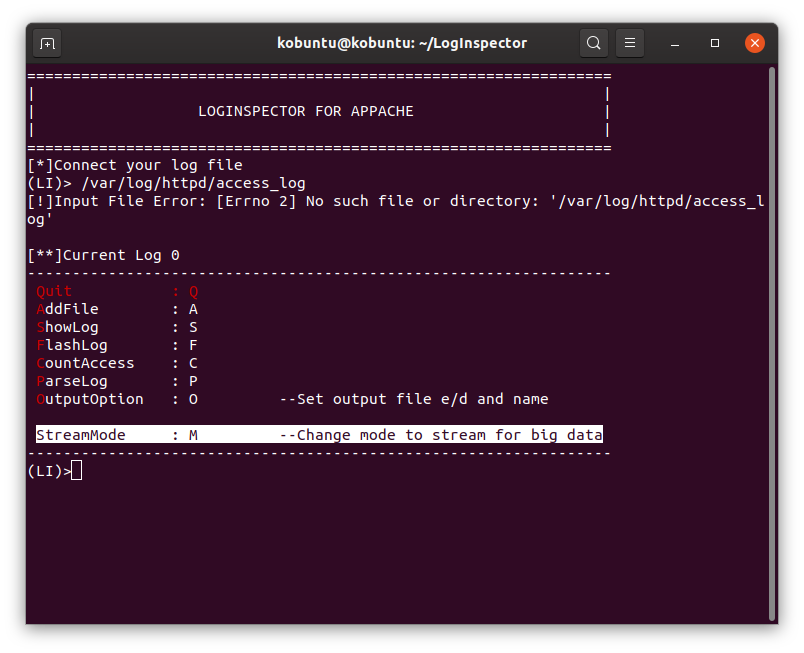 kobuntu@kobuntu: ~/LogInspector
=================================================================
|                                                               |
|                  LOGINSPECTOR FOR APPACHE                     |
|                                                               |
=================================================================
[*]Connect your log file
(LI)> /var/log/httpd/access_log
[!]Input File Error: [Errno 2] No such file or directory: '/var/log/httpd/access_l
og'
[**]Current Log 0
-----------------------------------------------------------------
 Quit           : Q
 AddFile        : A
 ShowLog        : S
 FlashLog       : F
 CountAccess    : C
 ParseLog       : P
 OutputOption   : O         --Set output file e/d and name
 StreamMode     : M         --Change mode to stream for big data
-----------------------------------------------------------------
(LI)>